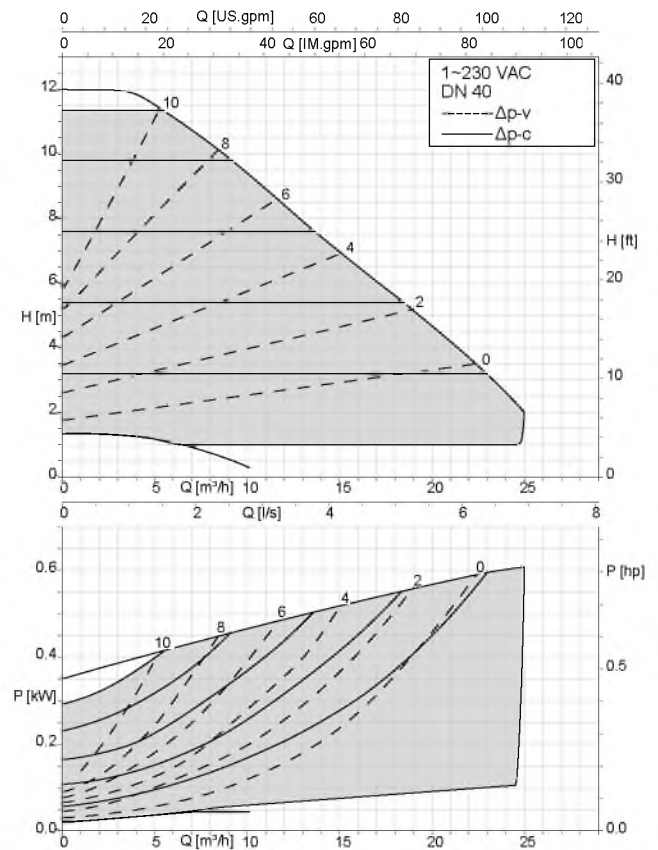 0 20 Q [US.gpm] 60 80 100 120
0 20 40 Q [IM.gpm] 60 80 100
1~230 VAC
DN 40
Δp-v
Δp-c
12
10
8
6
H [m]
4
2
0
10
8
6
4
2
0
40
30
H [ft]
20
10
0
0 5 Q [m³/h] 10 15 20 25
2 Q [l/s] 4 6 8
0.6
0.4
P [kW]
0.2
0.0
10
8
6
4
2
0
P [hp]
0.5
0.0
0 5 Q [m³/h] 10 15 20 25